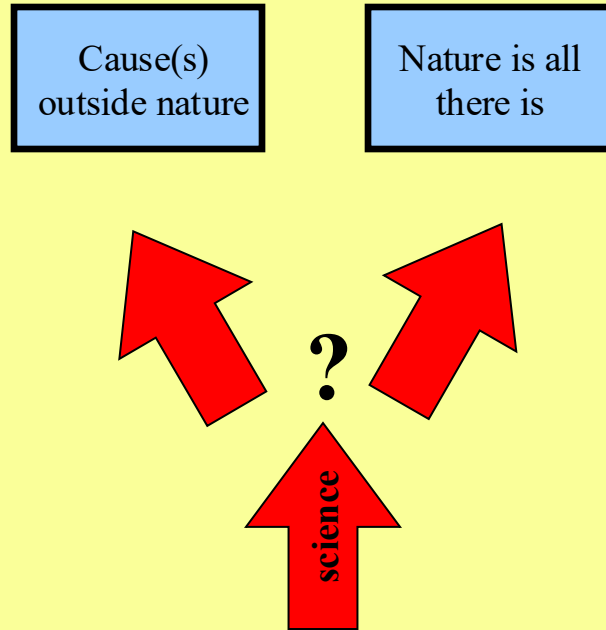 Cause(s)
outside nature
Nature is all
there is
?
science